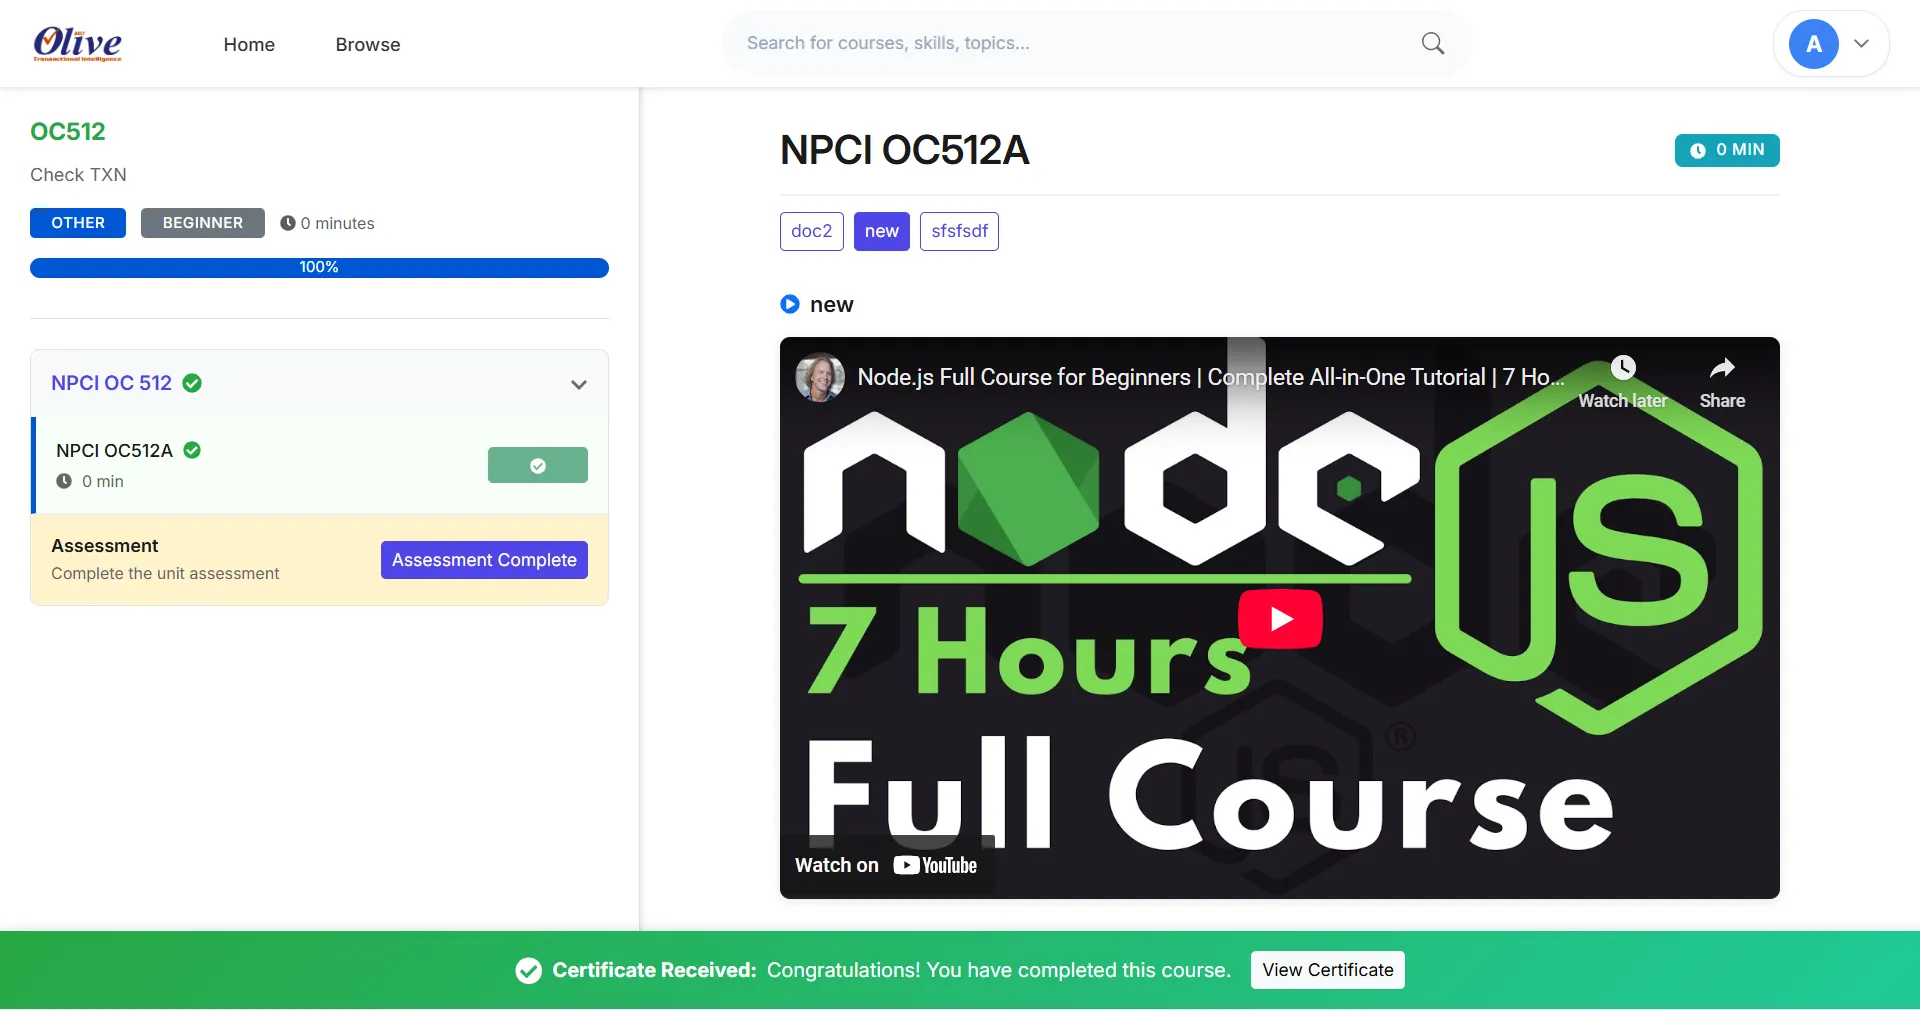 Olive
Transactional Intelligence
Home
Browse
Search for courses, skills, topics...
A
OC512
Check TXN
OTHER
BEGINNER
0 minutes
100%
NPCI OC 512
NPCI OC512A
0 min
Assessment
Complete the unit assessment
Assessment Complete
NPCI OC512A
0 MIN
doc2
new
sfsfsdf
new
Node.js Full Course for Beginners | Complete All-in-One Tutorial | 7 Ho...
Watch later
Share
node
JS
7 Hours
Full Course
JS
®
Watch on YouTube
Certificate Received: Congratulations! You have completed this course.
View Certificate